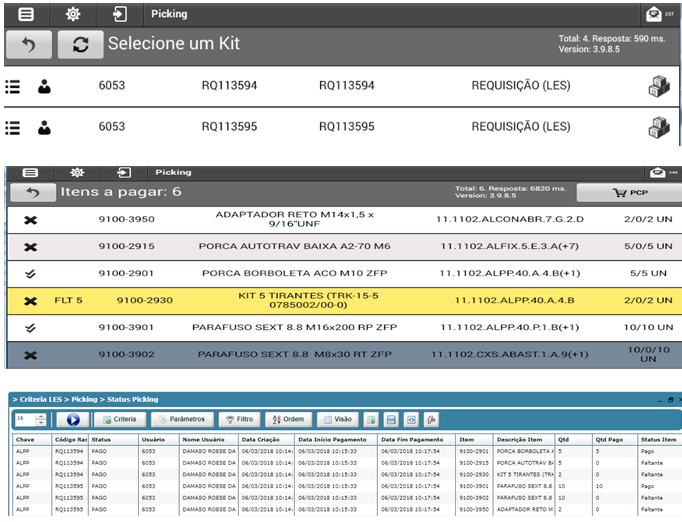 Picking
337
Selecione um Kit
Total: 4. Resposta: 590 ms.
Version: 3.9.8.5
6053 RQ113594 RQ113594 REQUISIÇÃO (LES)
6053 RQ113595 RQ113595 REQUISIÇÃO (LES)
Picking
Itens a pagar: 6
Total: 6. Resposta: 6820 ms.
Version: 3.9.8.5
PCP
9100-3950 ADAPTADOR RETO M14x1,5 x 9/16"UNF 11.1102.ALCONABR.7.G.2.D 2/0/2 UN
9100-2915 PORCA AUTOTRAV BAIXA A2-70 M6 11.1102.ALFIX.5.E.3.A(+7) 5/0/5 UN
9100-2901 PORCA BORBOLETA ACO M10 ZFP 11.1102.ALPP.40.A.4.B(+1) 5/5 UN
FLT 5 9100-2930 KIT 5 TIRANTES (TRK-15-5 0785002/00-0) 11.1102.ALPP.40.A.4.B 2/0/2 UN
9100-3901 PARAFUSO SEXT 8.8 M16x200 RP ZFP 11.1102.ALPP.40.P.1.B(+1) 10/10 UN
9100-3902 PARAFUSO SEXT 8.8 M8x30 RT ZFP 11.1102.CXS.ABAST.1.A.9(+1) 10/0/10 UN
> Criteria LES > Picking > Status Picking
16 Criteria Parâmetros Filtro Ordem Visão
Chave Código Ras Status Usuário Nome Usuário Data Criação Data Início Pagamento Data Fim Pagamento Item Descrição Item Qtd Qtd Pago Status Item
ALPP RQ113594 PAGO 6053 DAMASO ROESE DA 06/03/2018 10:14: 06/03/2018 10:15:33 06/03/2018 10:17:54 9100-2901 PORCA BORBOLETA 5 5 Pago
ALPP RQ113594 PAGO 6053 DAMASO ROESE DA 06/03/2018 10:14: 06/03/2018 10:15:33 06/03/2018 10:17:54 9100-2915 PORCA AUTOTRAV B 5 0 Faltante
ALPP RQ113594 PAGO 6053 DAMASO ROESE DA 06/03/2018 10:14: 06/03/2018 10:15:33 06/03/2018 10:17:54 9100-2930 KIT 5 TIRANTES (TR 2 0 Faltante
ALPP RQ113595 PAGO 6053 DAMASO ROESE DA 06/03/2018 10:14: 06/03/2018 10:15:33 06/03/2018 10:17:54 9100-3901 PARAFUSO SEXT 8.8 10 10 Pago
ALPP RQ113595 PAGO 6053 DAMASO ROESE DA 06/03/2018 10:14: 06/03/2018 10:15:33 06/03/2018 10:17:54 9100-3902 PARAFUSO SEXT 8.8 10 0 Faltante
ALPP RQ113595 PAGO 6053 DAMASO ROESE DA 06/03/2018 10:14: 06/03/2018 10:15:33 06/03/2018 10:17:54 9100-3950 ADAPTADOR RETO M 2 0 Faltante